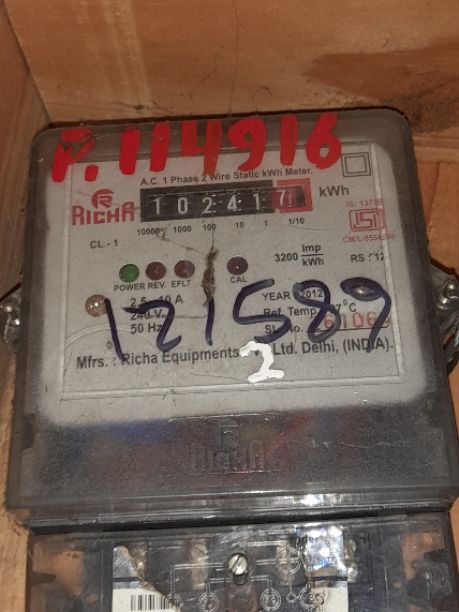 P.114916
A.C. 1 Phase 2 Wire Static kWh Meter.
RICHA 102417 kWh
10000 1000 100 10 1 1/10
IS: 13779
CL - 1
3200 Imp/kWh
POWER REV. EFLT CAL
2.5 - 10 A
YEAR 2012
240 V
50 Hz
121589
Mfrs. : Richa Equipments Ltd. Delhi, (INDIA).
2
RICHA